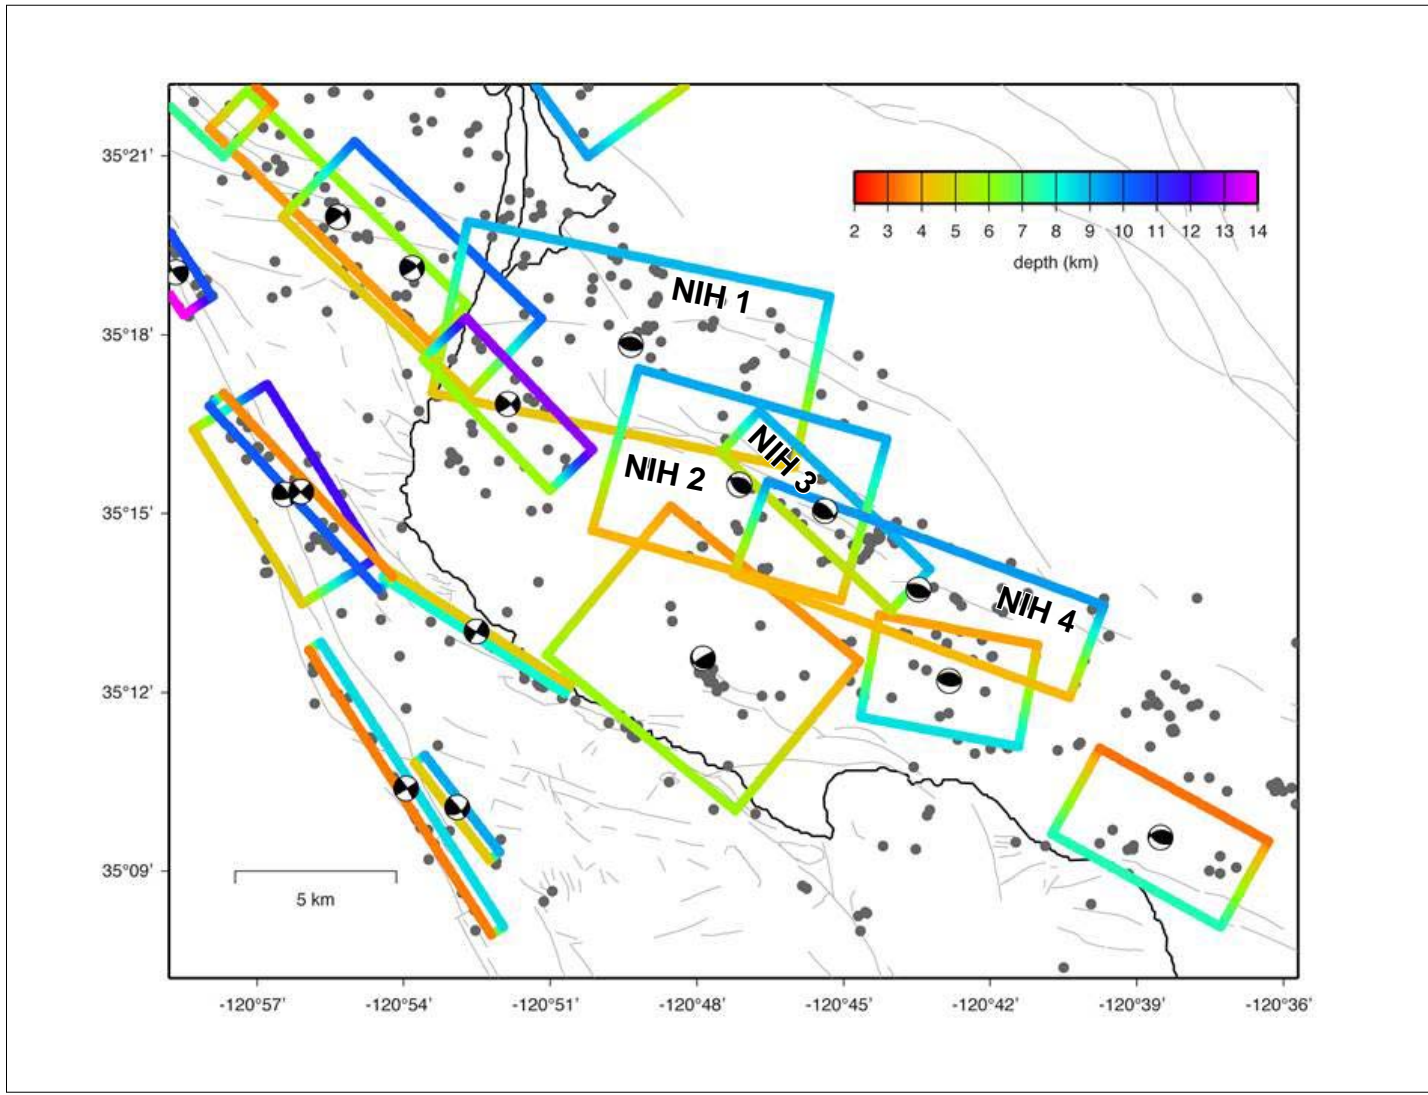 35°21'
2 3 4 5 6 7 8 9 10 11 12 13 14
depth (km)
NIH 1
35°18'
NIH 2
NIH 3
35°15'
NIH 4
35°12'
35°09'
5 km
-120°57' -120°54' -120°51' -120°48' -120°45' -120°42' -120°39' -120°36'